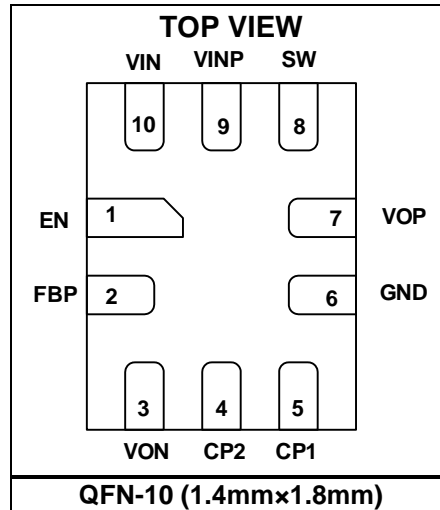 TOP VIEW
VIN VINP SW
10 9 8
EN 1 7 VOP
FBP 2 6 GND
3 4 5
VON CP2 CP1
QFN-10 (1.4mm×1.8mm)